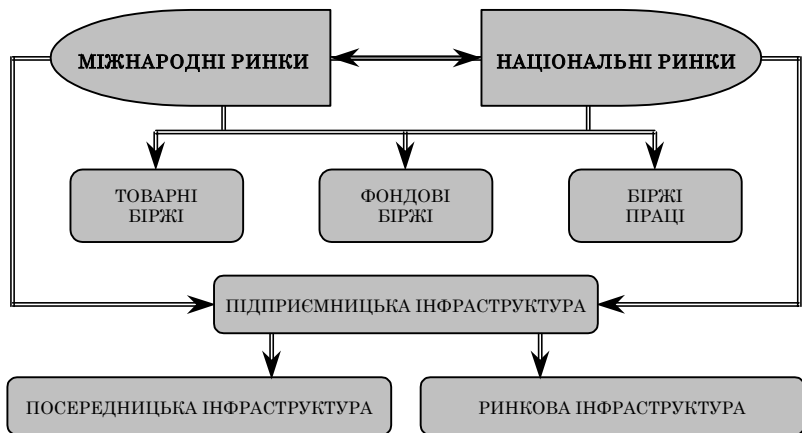 МІЖНАРОДНІ РИНКИ
НАЦІОНАЛЬНІ РИНКИ
ТОВАРНІ
БІРЖІ
ФОНДОВІ
БІРЖІ
БІРЖІ
ПРАЦІ
ПІДПРИЄМНИЦЬКА ІНФРАСТРУКТУРА
ПОСЕРЕДНИЦЬКА ІНФРАСТРУКТУРА
РИНКОВА ІНФРАСТРУКТУРА